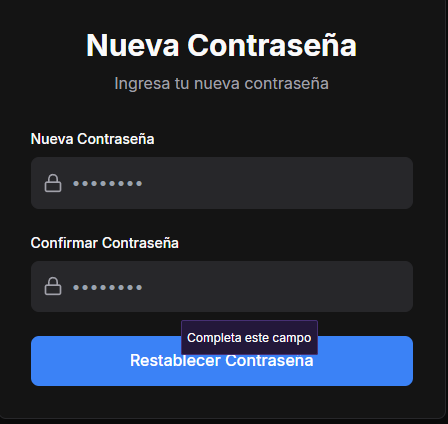 Nueva Contraseña
Ingresa tu nueva contraseña
Nueva Contraseña
••••••••
Confirmar Contraseña
••••••••
Completa este campo
Restablecer Contraseña